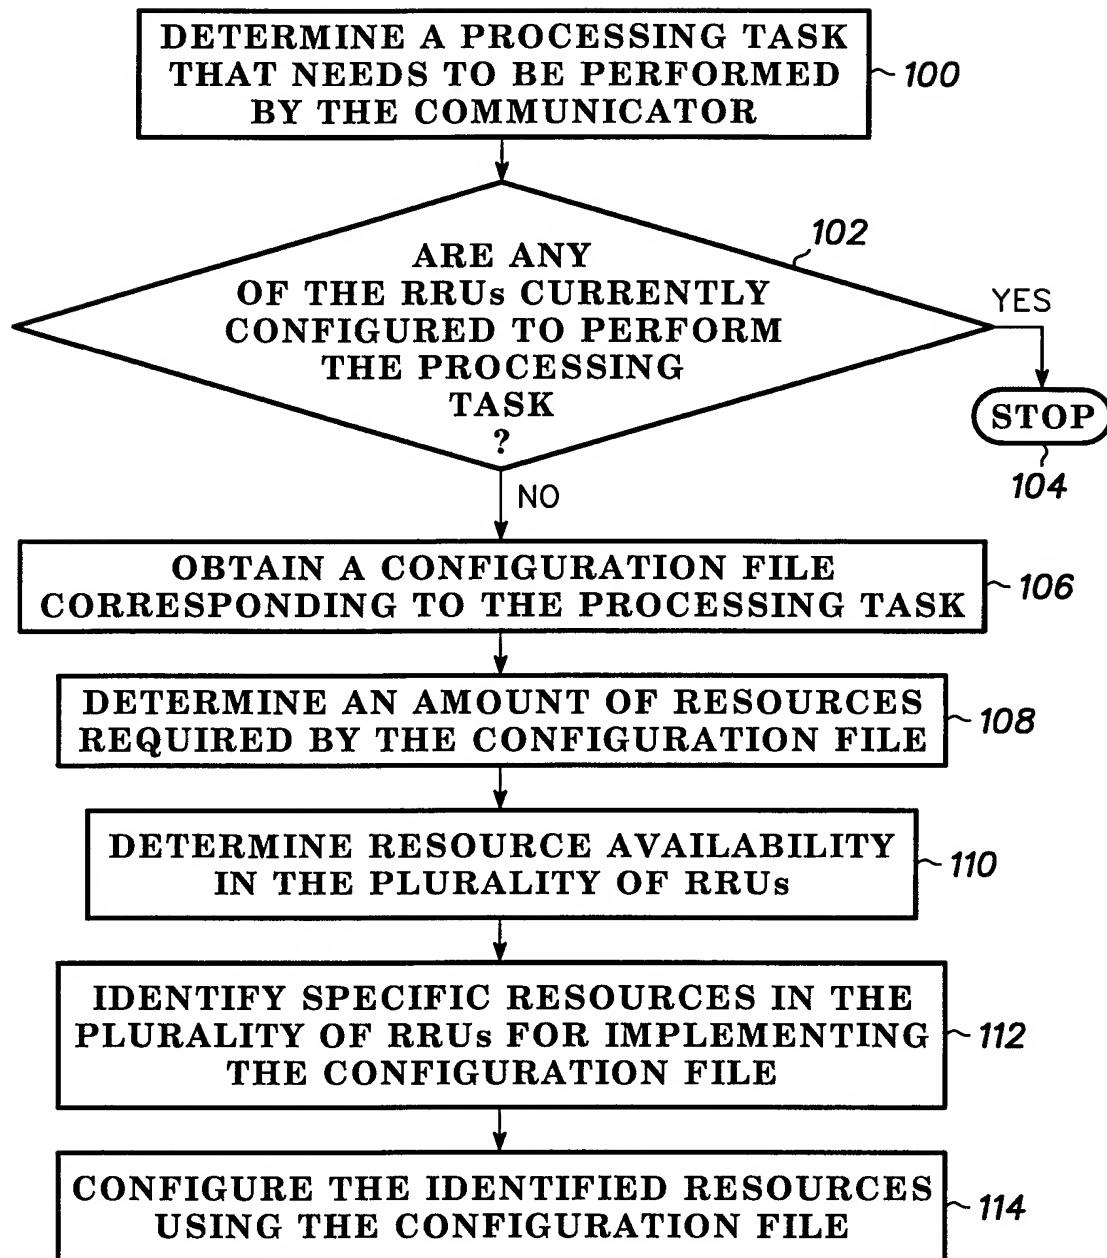 DETERMINE A PROCESSING TASK
THAT NEEDS TO BE PERFORMED
BY THE COMMUNICATOR
100
ARE ANY
OF THE RRUs CURRENTLY
CONFIGURED TO PERFORM
THE PROCESSING
TASK
?
102
YES
STOP
104
NO
OBTAIN A CONFIGURATION FILE
CORRESPONDING TO THE PROCESSING TASK
106
DETERMINE AN AMOUNT OF RESOURCES
REQUIRED BY THE CONFIGURATION FILE
108
DETERMINE RESOURCE AVAILABILITY
IN THE PLURALITY OF RRUs
110
IDENTIFY SPECIFIC RESOURCES IN THE
PLURALITY OF RRUs FOR IMPLEMENTING
THE CONFIGURATION FILE
112
CONFIGURE THE IDENTIFIED RESOURCES
USING THE CONFIGURATION FILE
114